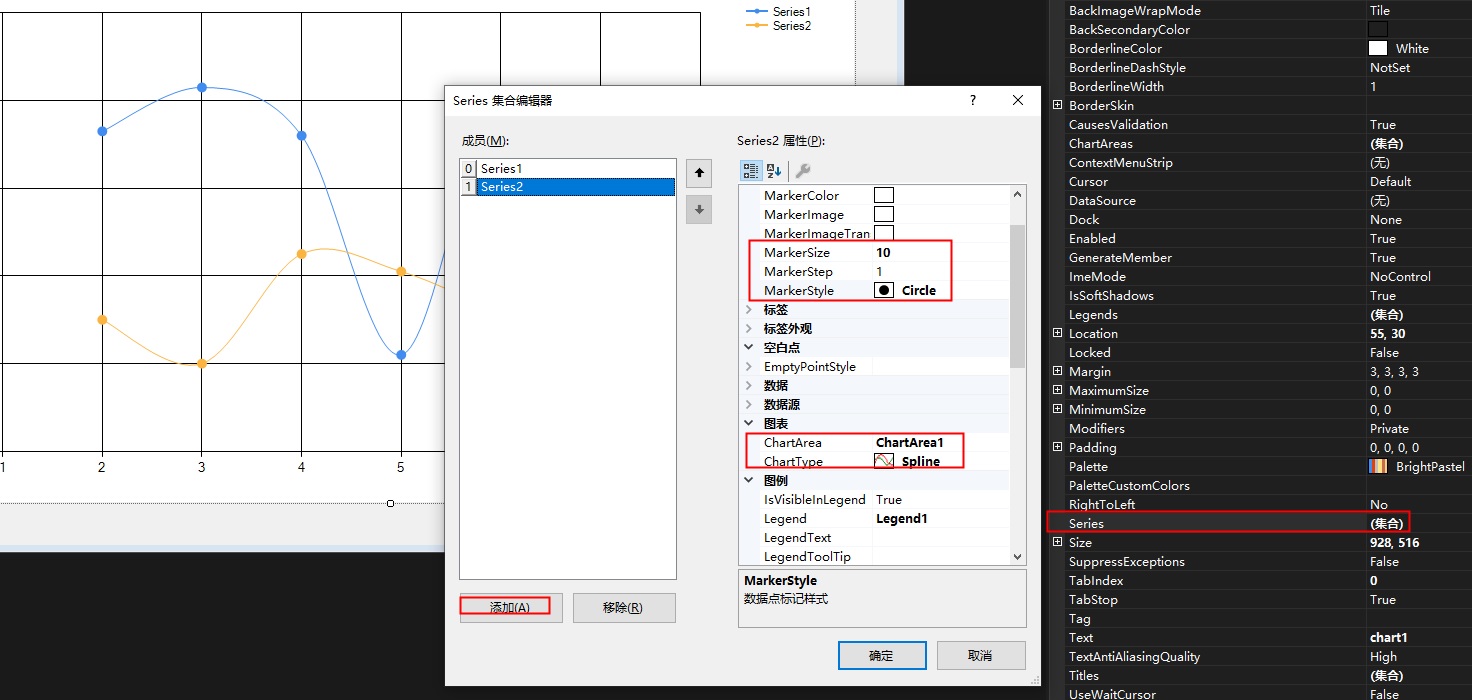 Series1
Series2
1
2
3
4
5
Series 集合编辑器
?
成员(M):
0 Series1
1 Series2
添加(A)
移除(R)
Series2 属性(P):
MarkerColor
MarkerImage
MarkerImageTran
MarkerSize 10
MarkerStep 1
MarkerStyle Circle
标签
标签外观
空白点
EmptyPointStyle
数据
数据源
图表
ChartArea ChartArea1
ChartType Spline
图例
IsVisibleInLegend True
Legend Legend1
LegendText
LegendToolTip
MarkerStyle
数据点标记样式
确定
取消
BackImageWrapMode Tile
BackSecondaryColor
BorderlineColor White
BorderlineDashStyle NotSet
BorderlineWidth 1
BorderSkin
CausesValidation True
ChartAreas (集合)
ContextMenuStrip (无)
Cursor Default
DataSource (无)
Dock None
Enabled True
GenerateMember True
ImeMode NoControl
IsSoftShadows True
Legends (集合)
Location 55, 30
Locked False
Margin 3, 3, 3, 3
MaximumSize 0, 0
MinimumSize 0, 0
Modifiers Private
Padding 0, 0, 0, 0
Palette BrightPastel
PaletteCustomColors
RightToLeft No
Series (集合)
Size 928, 516
SuppressExceptions False
TabIndex 0
TabStop True
Tag
Text chart1
TextAntiAliasingQuality High
Titles (集合)
UseWaitCursor False